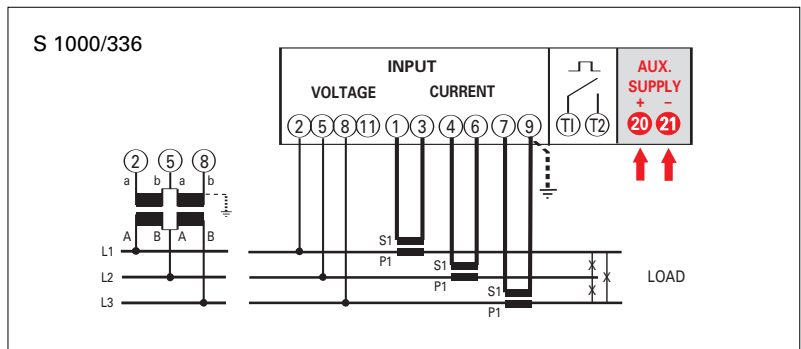 S 1000/336
INPUT
VOLTAGE CURRENT
AUX.
SUPPLY
+ −
2 5 8 11 1 3 4 6 7 9 T1 T2 20 21
2 5 8
a b a b
A B A B
L1
L2
L3
S1
P1
S1
P1
S1
P1
X
X
X
LOAD